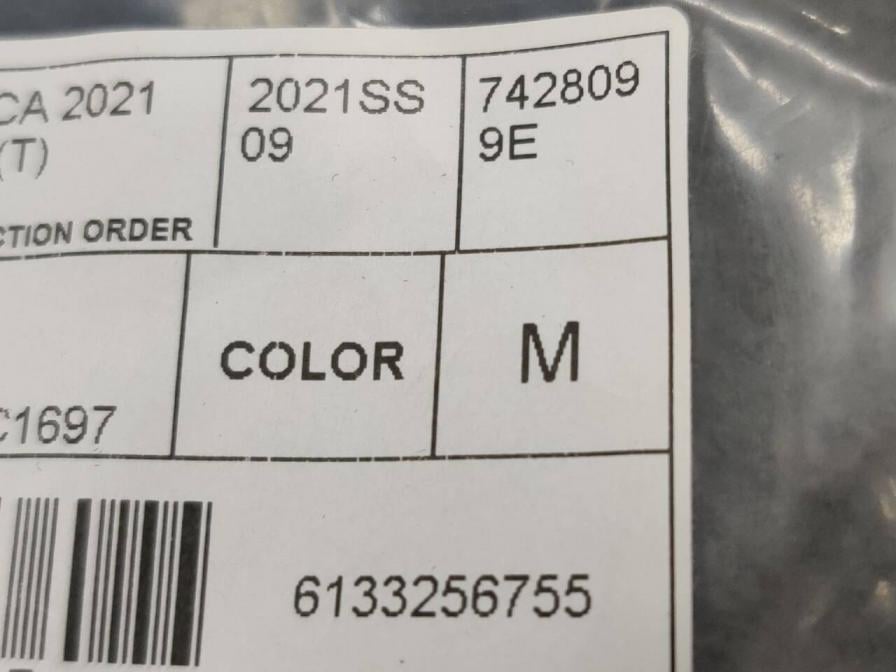 CA 2021
(T)
CTION ORDER
2021SS
09
742809
9E
C1697
COLOR
M
6133256755